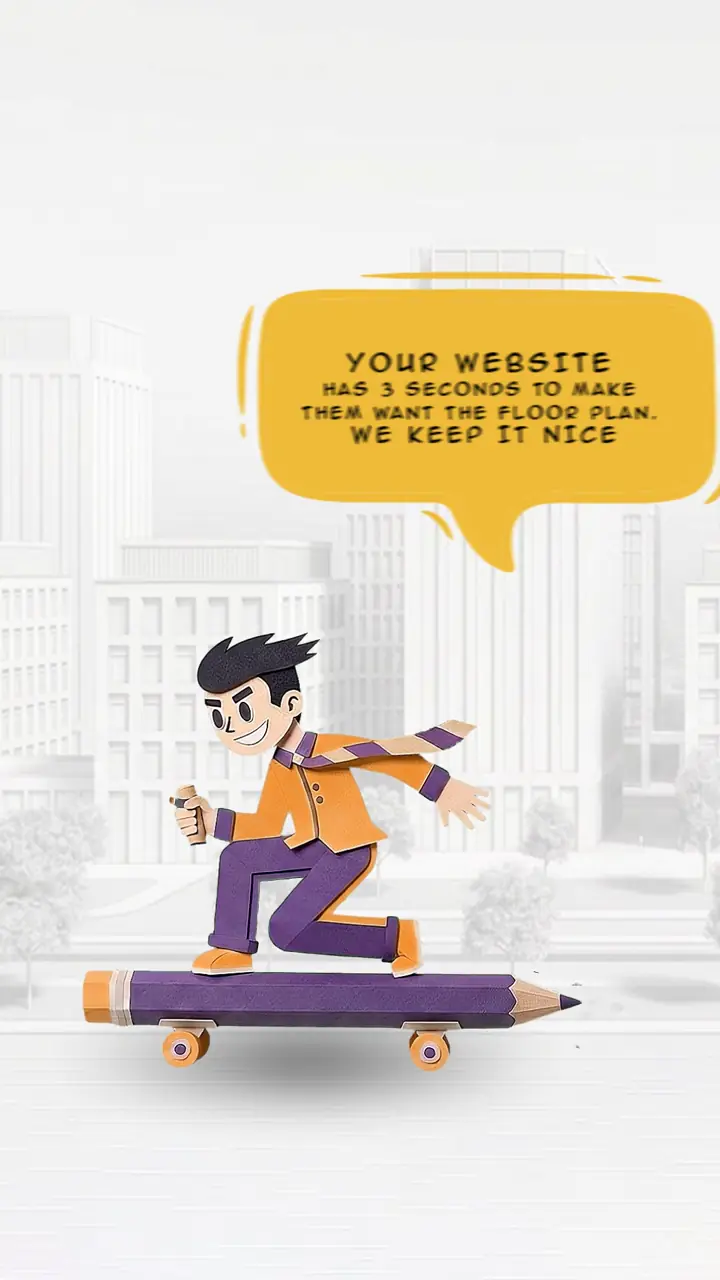 YOUR WEBSITE
HAS 3 SECONDS TO MAKE
THEM WANT THE FLOOR PLAN.
WE KEEP IT NICE